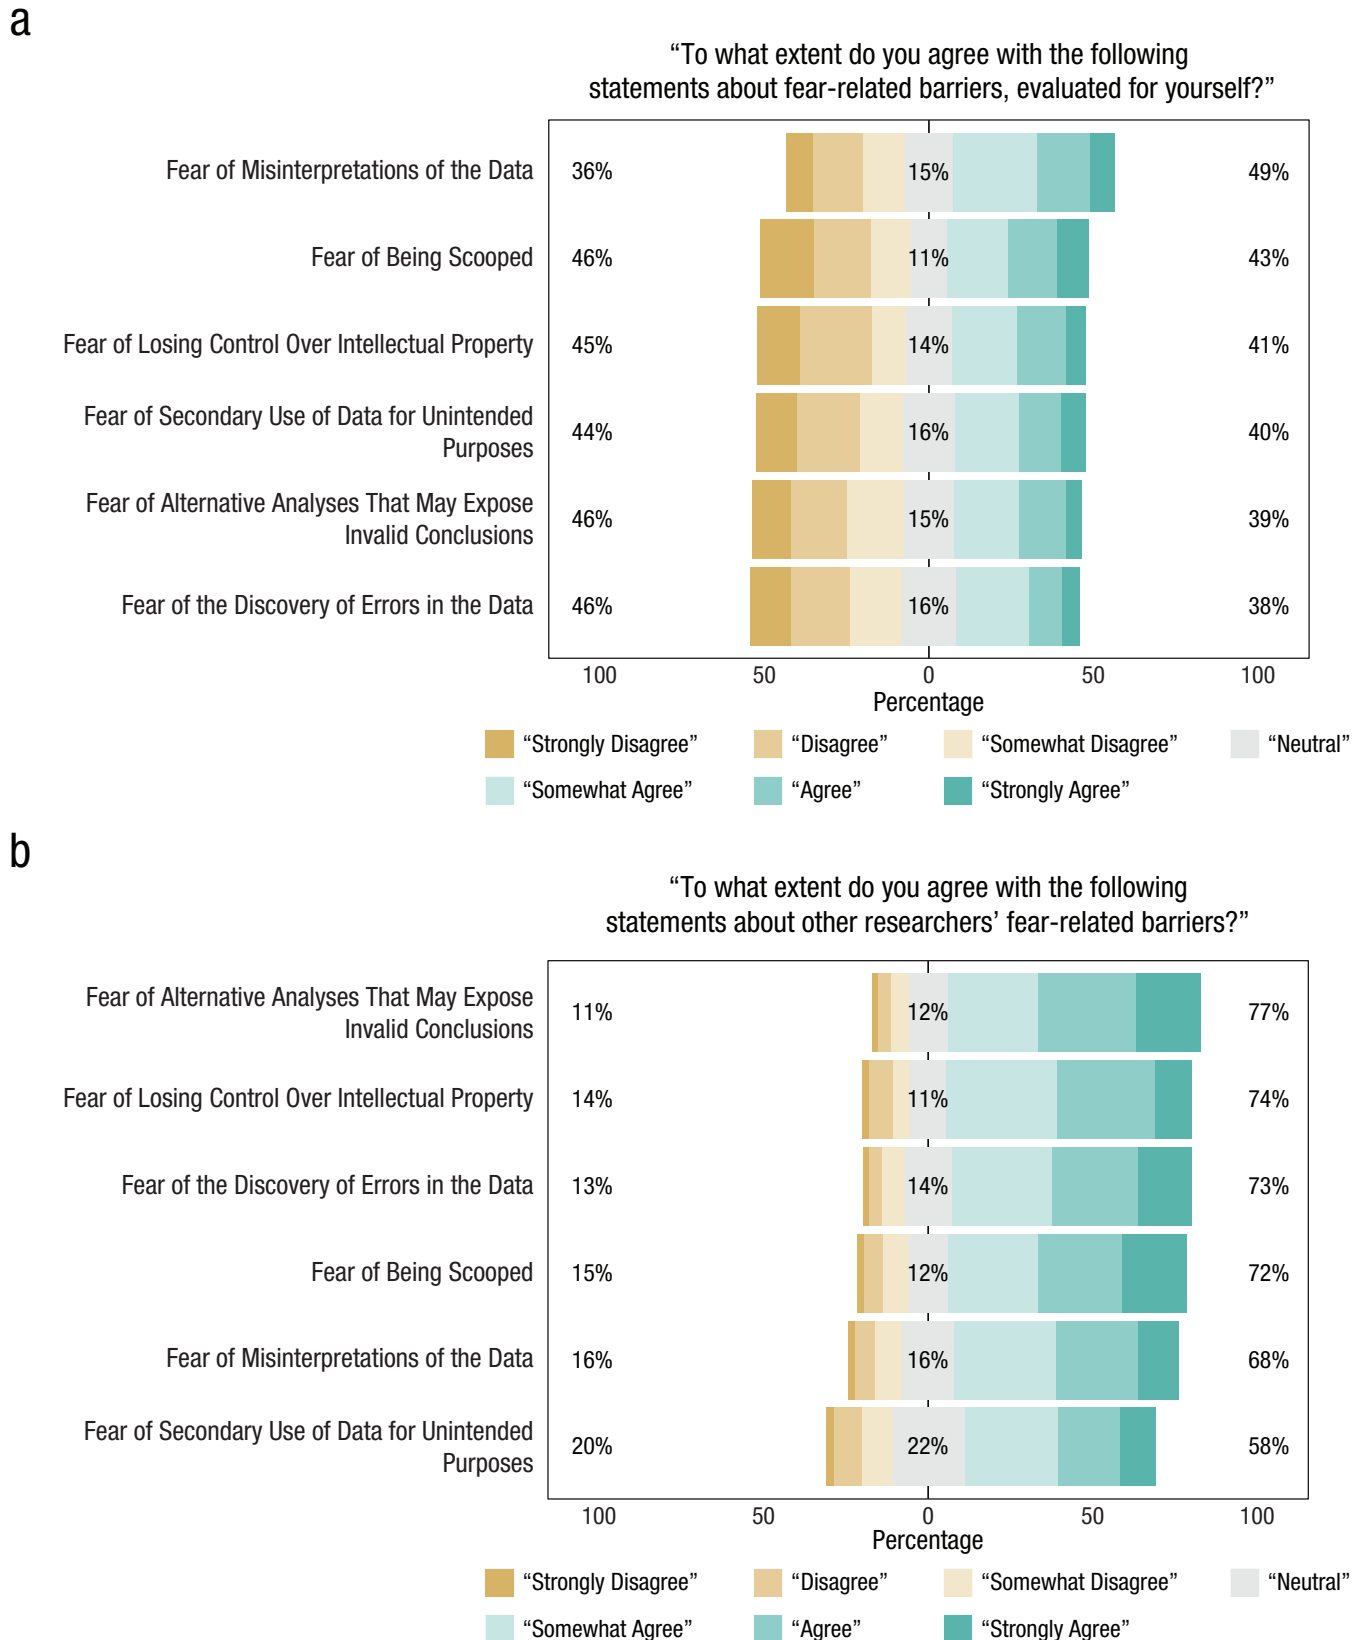 a
“To what extent do you agree with the following
statements about fear-related barriers, evaluated for yourself?”
Fear of Misinterpretations of the Data 36% 15% 49%
Fear of Being Scooped 46% 11% 43%
Fear of Losing Control Over Intellectual Property 45% 14% 41%
Fear of Secondary Use of Data for Unintended
Purposes 44% 16% 40%
Fear of Alternative Analyses That May Expose
Invalid Conclusions 46% 15% 39%
Fear of the Discovery of Errors in the Data 46% 16% 38%
100 50 0 50 100
Percentage
“Strongly Disagree” “Disagree” “Somewhat Disagree” “Neutral”
“Somewhat Agree” “Agree” “Strongly Agree”
b
“To what extent do you agree with the following
statements about other researchers’ fear-related barriers?”
Fear of Alternative Analyses That May Expose
Invalid Conclusions 11% 12% 77%
Fear of Losing Control Over Intellectual Property 14% 11% 74%
Fear of the Discovery of Errors in the Data 13% 14% 73%
Fear of Being Scooped 15% 12% 72%
Fear of Misinterpretations of the Data 16% 16% 68%
Fear of Secondary Use of Data for Unintended
Purposes 20% 22% 58%
100 50 0 50 100
Percentage
“Strongly Disagree” “Disagree” “Somewhat Disagree” “Neutral”
“Somewhat Agree” “Agree” “Strongly Agree”